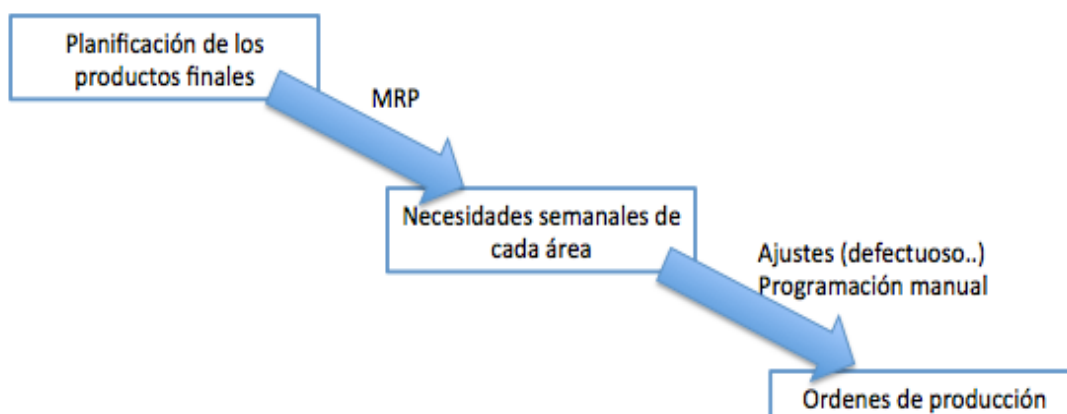 Planificación de los
productos finales
MRP
Necesidades semanales de
cada área
Ajustes (defectuoso..)
Programación manual
Ordenes de producción